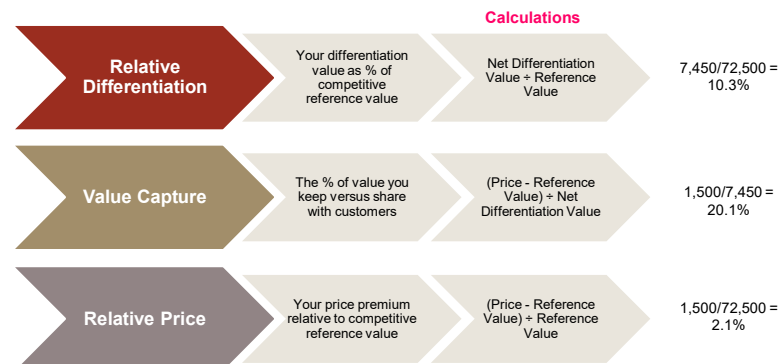 Calculations
Relative
Differentiation
Your differentiation
value as % of
competitive
reference value
Net Differentiation
Value ÷ Reference
Value
7,450/72,500 =
10.3%
Value Capture
The % of value you
keep versus share
with customers
(Price - Reference
Value) ÷ Net
Differentiation Value
1,500/7,450 =
20.1%
Relative Price
Your price premium
relative to competitive
reference value
(Price - Reference
Value) ÷ Reference
Value
1,500/72,500 =
2.1%